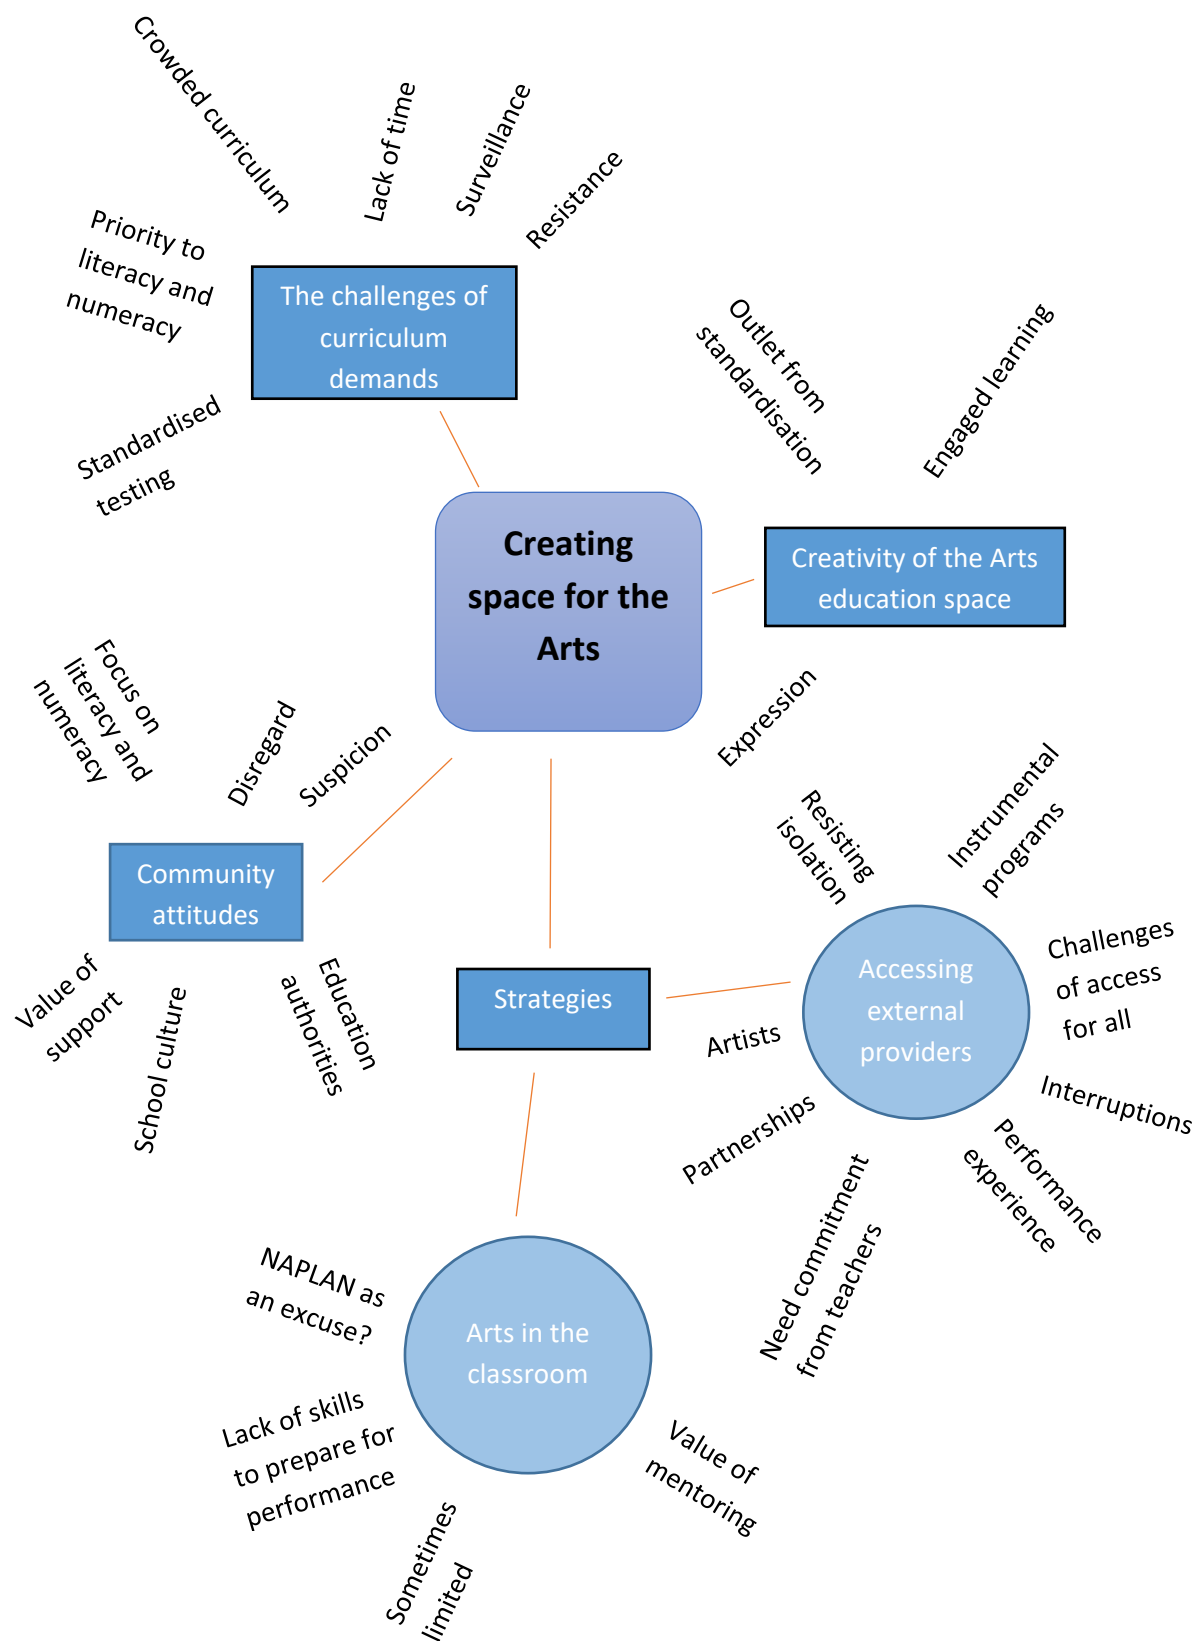 Crowded curriculum
Lack of time
Surveillance
Resistance
Priority to
literacy and
numeracy
Standardised
testing
The challenges of
curriculum
demands
Outlet from
standardisation
Engaged learning
Creating
space for the
Arts
Creativity of the Arts
education space
Expression
Focus on
literacy and
numeracy
Disregard
Suspicion
Community
attitudes
Value of
support
School culture
Education
authorities
Strategies
Resisting
isolation
Instrumental
programs
Accessing
external
providers
Challenges
of access
for all
Artists
Interruptions
Partnerships
Performance
experience
Need commitment
from teachers
NAPLAN as
an excuse?
Arts in the
classroom
Lack of skills
to prepare for
performance
Value of
mentoring
Sometimes
limited